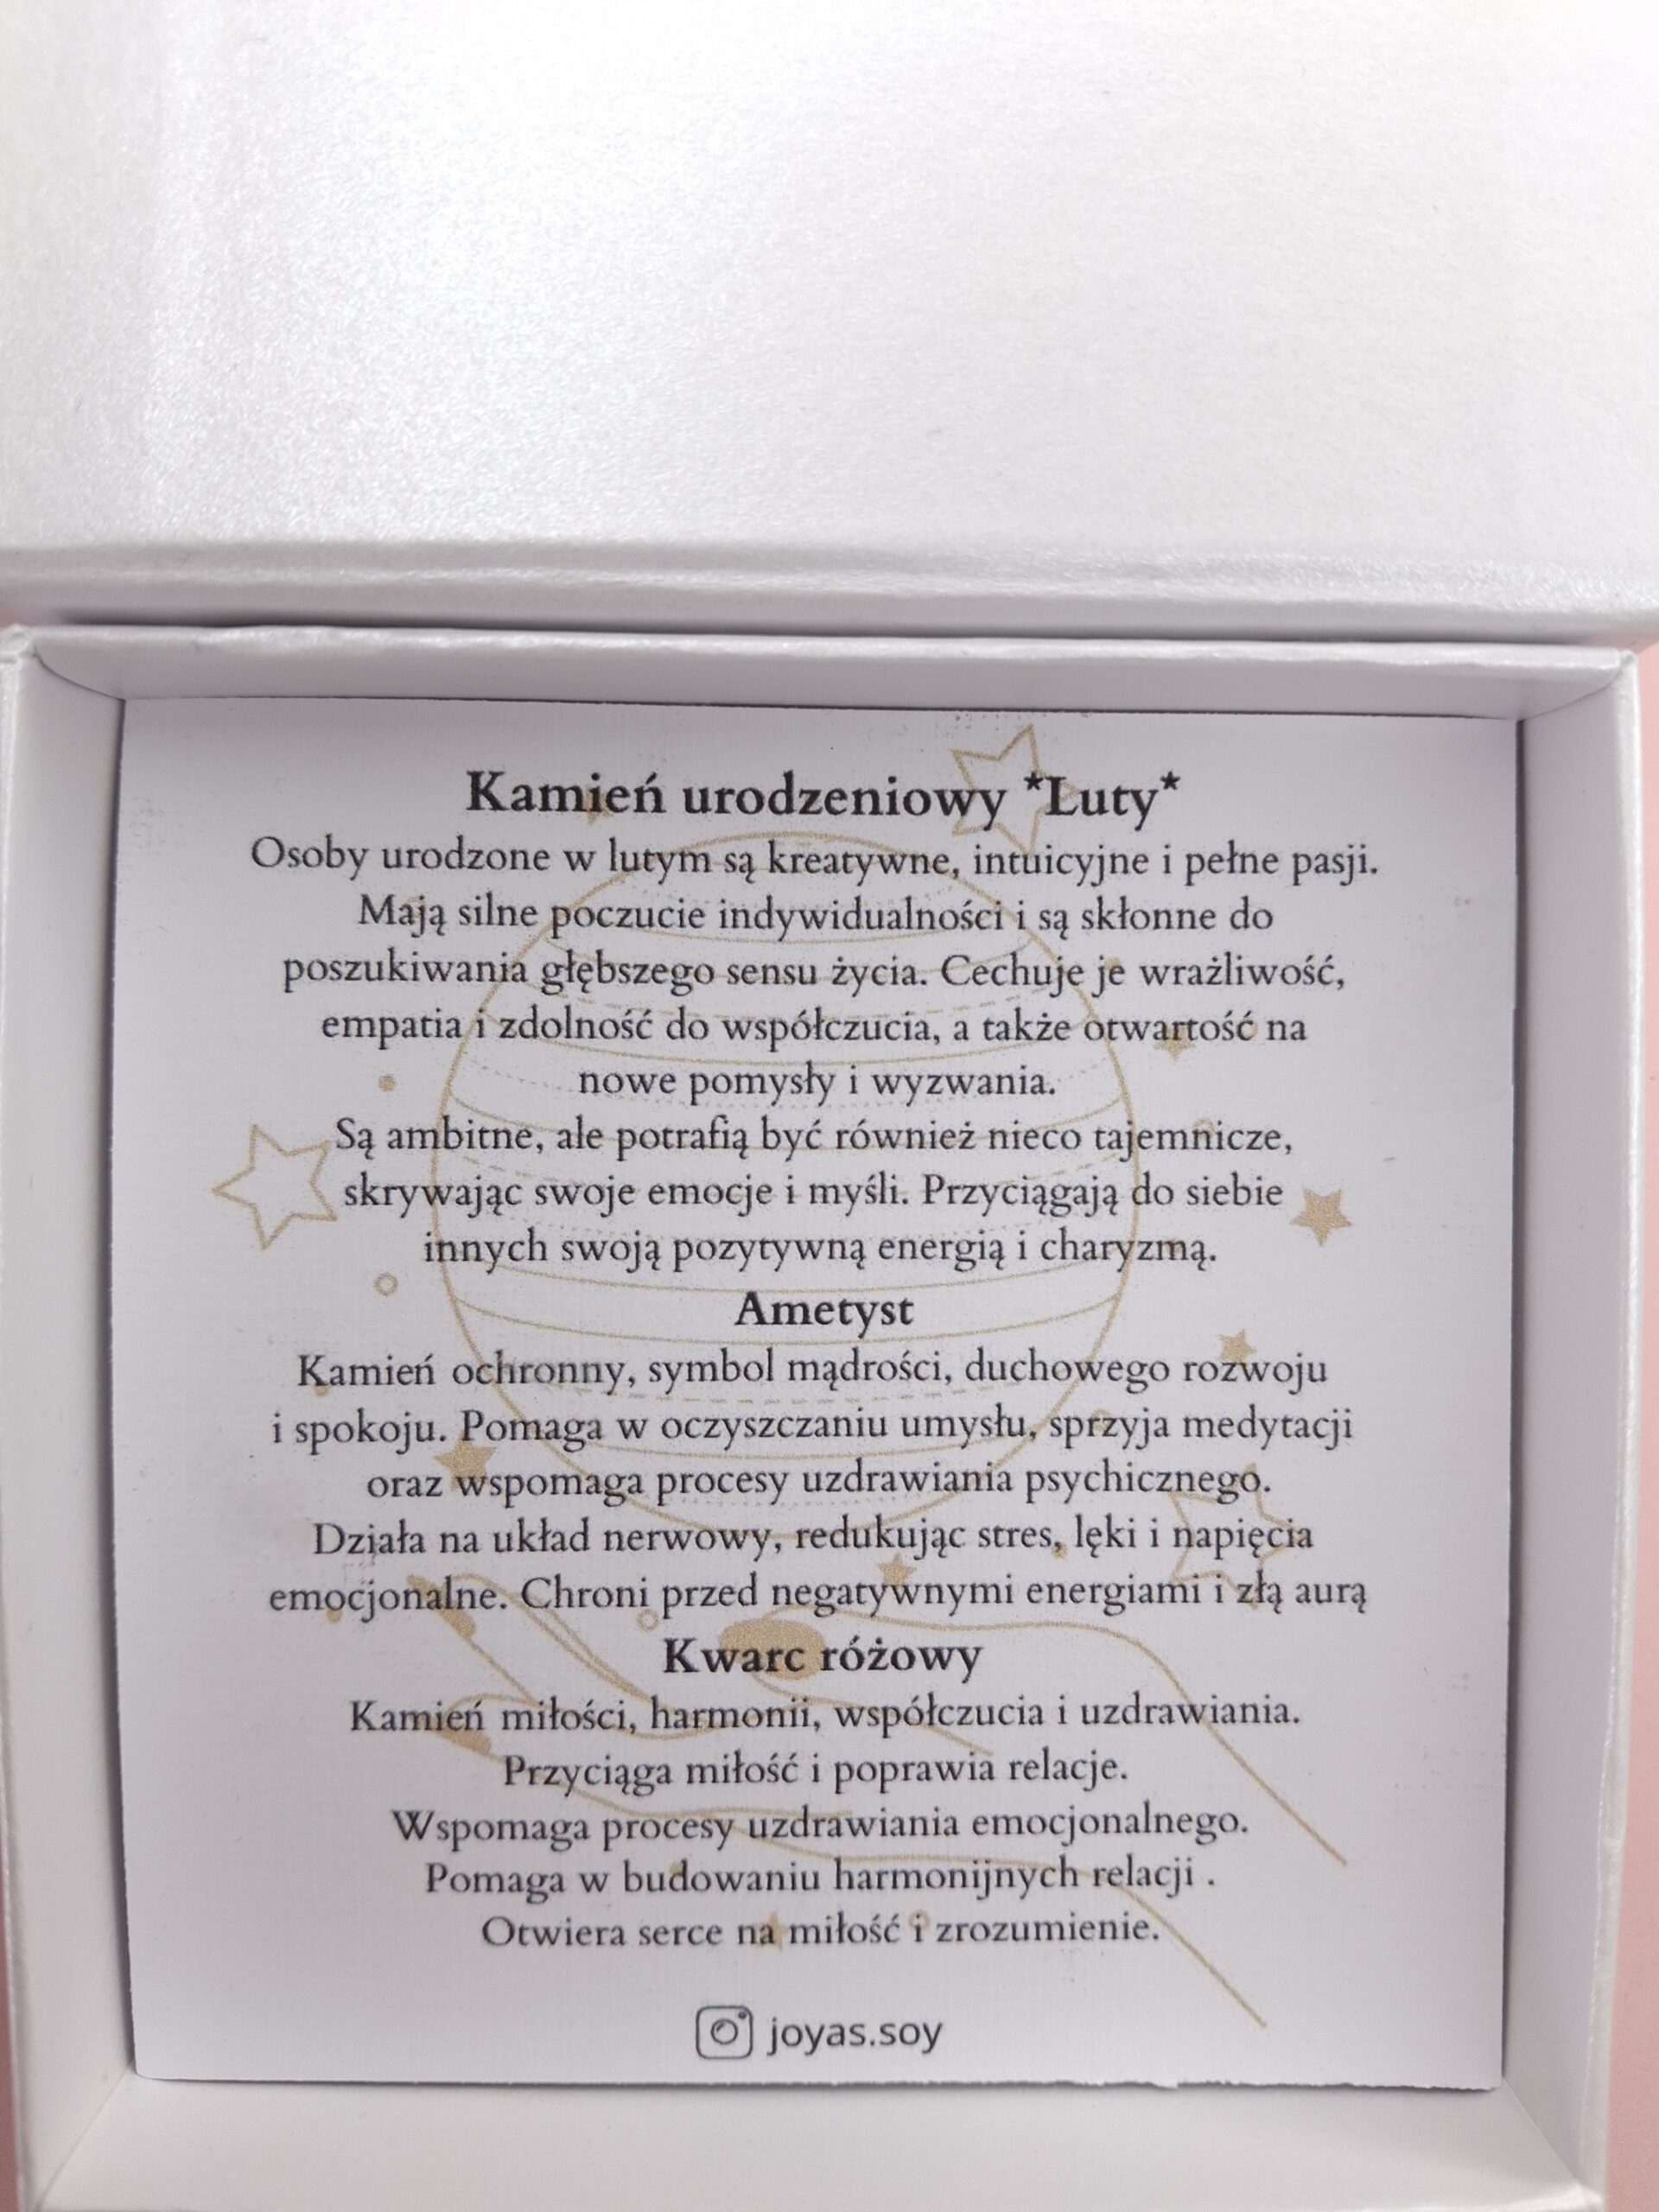 Kamień urodzeniowy *Luty*
Osoby urodzone w lutym są kreatywne, intuicyjne i pełne pasji.
Mają silne poczucie indywidualności i są skłonne do
poszukiwania głębszego sensu życia. Cechuje je wrażliwość,
empatia i zdolność do współczucia, a także otwartość na
nowe pomysły i wyzwania.
Są ambitne, ale potrafią być również nieco tajemnicze,
skrywając swoje emocje i myśli. Przyciągają do siebie
innych swoją pozytywną energią i charyzmą.
Ametyst
Kamień ochronny, symbol mądrości, duchowego rozwoju
i spokoju. Pomaga w oczyszczaniu umysłu, sprzyja medytacji
oraz wspomaga procesy uzdrawiania psychicznego.
Działa na układ nerwowy, redukując stres, lęki i napięcia
emocjonalne. Chroni przed negatywnymi energiami i złą aurą
Kwarc różowy
Kamień miłości, harmonii, współczucia i uzdrawiania.
Przyciąga miłość i poprawia relacje.
Wspomaga procesy uzdrawiania emocjonalnego.
Pomaga w budowaniu harmonijnych relacji .
Otwiera serce na miłość i zrozumienie.
joyas.soy